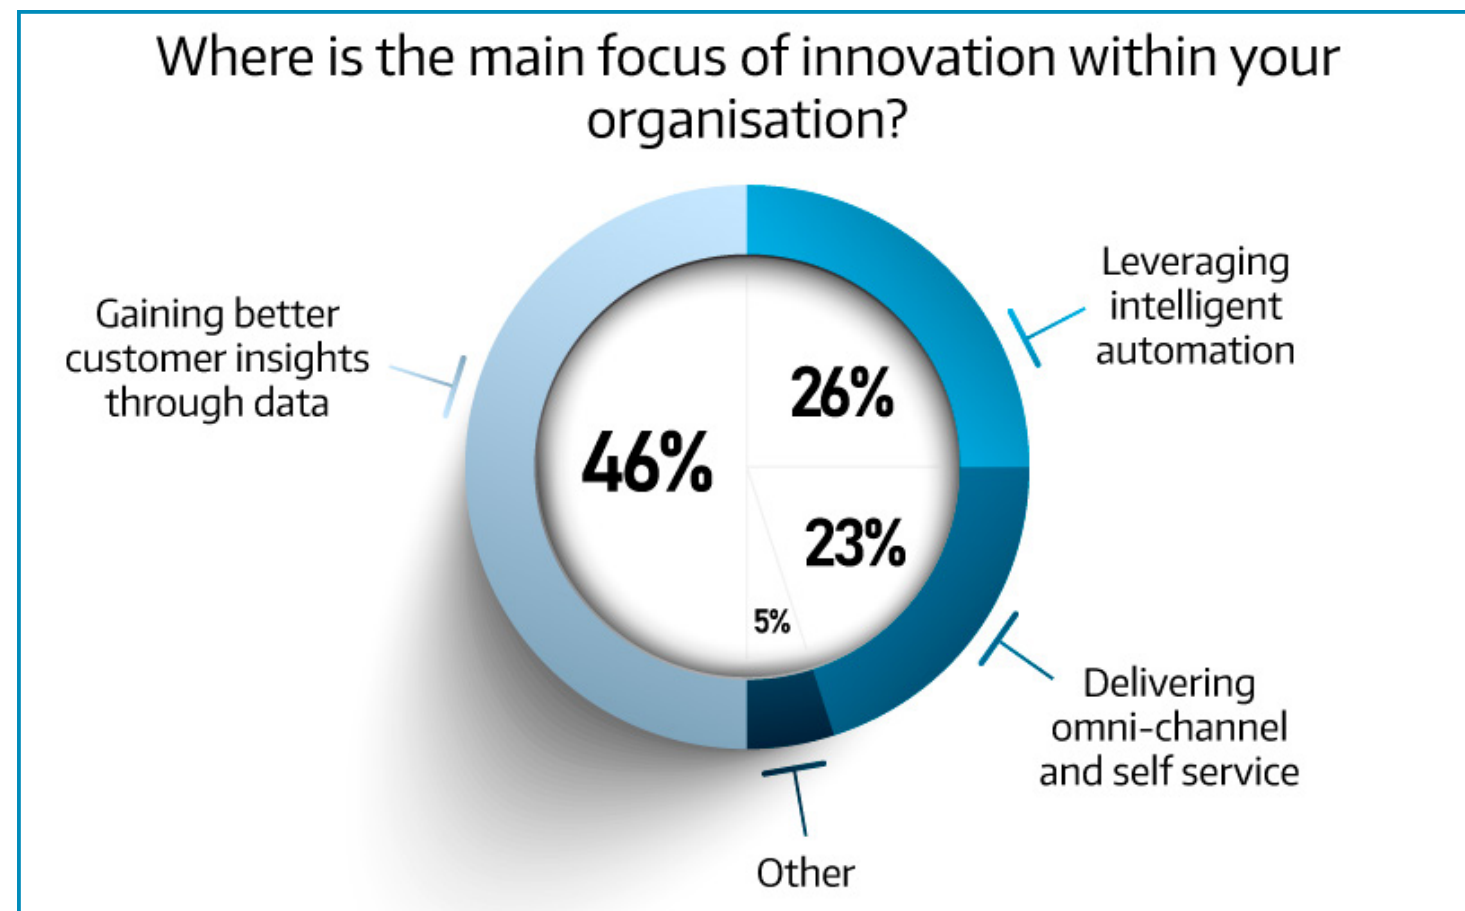 Where is the main focus of innovation within your
organisation?
Gaining better
customer insights
through data
Leveraging
intelligent
automation
46%
26%
23%
5%
Delivering
omni-channel
and self service
Other